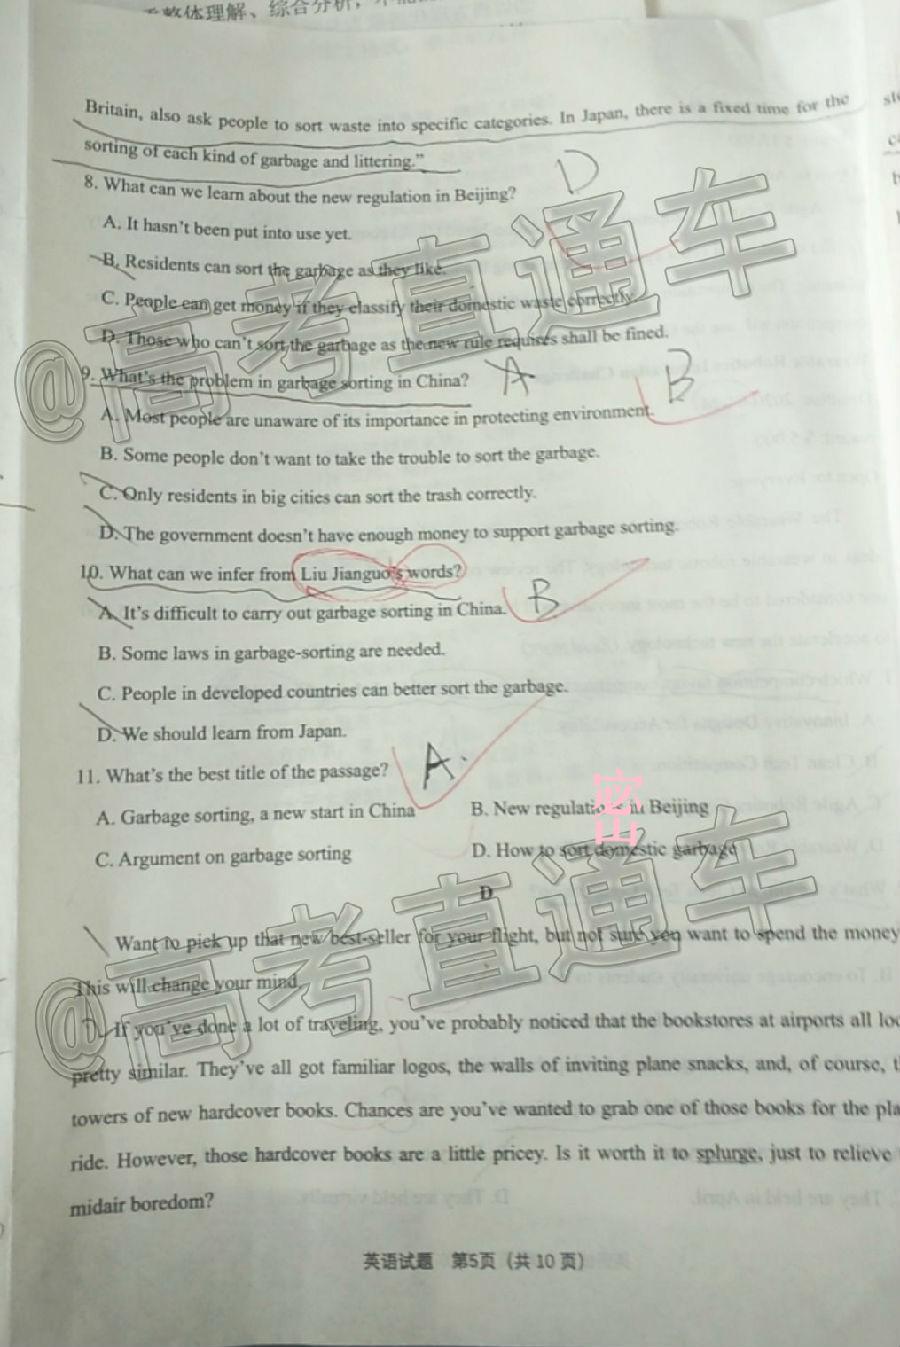 体理解、综合分析,
Britain, also ask people to sort waste into specific categories. In Japan, there is a fixed time for the
sorting of each kind of garbage and littering."
8. What can we learn about the new regulation in Beijing?
D
A. It hasn't been put into use yet.
B. Residents can sort the garbage as they like.
C. People can get money if they classify their domestic waste correctly.
D. Those who can't sort the garbage as the new rule requires shall be fined.
@高考直通车
9. What's the problem in garbage sorting in China?
A
B
A. Most people are unaware of its importance in protecting environment.
B. Some people don't want to take the trouble to sort the garbage.
C. Only residents in big cities can sort the trash correctly.
D. The government doesn't have enough money to support garbage sorting.
10. What can we infer from Liu Jianguo's words?
B
A. It's difficult to carry out garbage sorting in China.
B. Some laws in garbage-sorting are needed.
C. People in developed countries can better sort the garbage.
D. We should learn from Japan.
11. What's the best title of the passage?
A.
A. Garbage sorting, a new start in China B. New regulation in Beijing
C. Argument on garbage sorting D. How to sort domestic garbage
密
D
Want to pick up that new best-seller for your flight, but not sure you want to spend the money
This will change your mind.
@高考直通车
If you've done a lot of traveling, you've probably noticed that the bookstores at airports all loo
pretty similar. They've all got familiar logos, the walls of inviting plane snacks, and, of course, t
towers of new hardcover books. Chances are you've wanted to grab one of those books for the pla
ride. However, those hardcover books are a little pricey. Is it worth it to splurge, just to relieve
midair boredom?
英语试题 第5页（共 10 页）